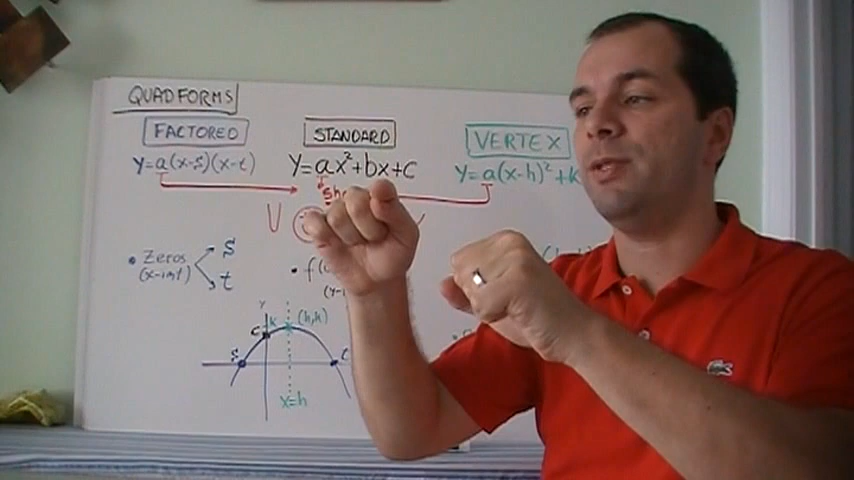 QUADFORMS
FACTORED
STANDARD
VERTEX
y=a(x-s)(x-t)
y=ax²+bx+c
y=a(x-h)²+k
• Zeros
(x-int)
s
t
y
c
k
(h,k)
s
t
x=h